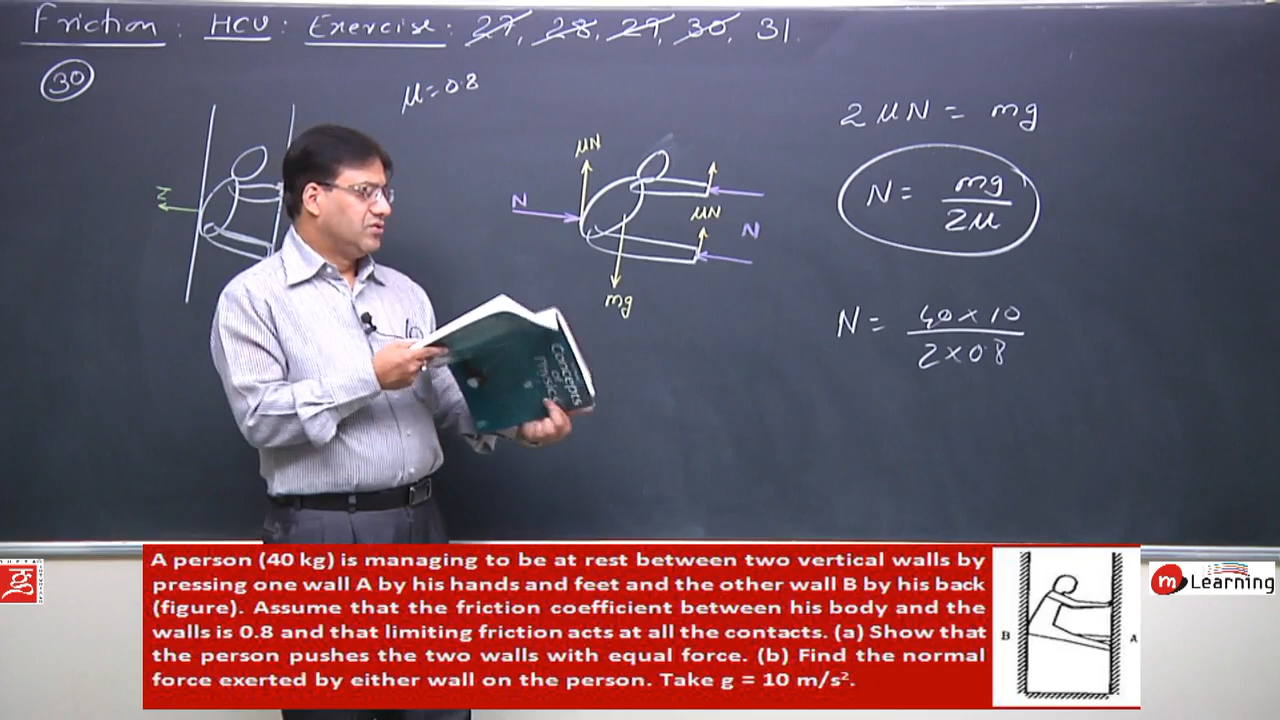 Friction : HCU : Exercise : 27, 28, 29, 30, 31.
30
μ = 0.8
N
μN
N
mg
μN
N
2 μN = mg
N = mg / 2μ
N = 40 × 10 / 2 × 0.8
Concepts
of
Physics
A person (40 kg) is managing to be at rest between two vertical walls by
pressing one wall A by his hands and feet and the other wall B by his back
(figure). Assume that the friction coefficient between his body and the
walls is 0.8 and that limiting friction acts at all the contacts. (a) Show that
the person pushes the two walls with equal force. (b) Find the normal
force exerted by either wall on the person. Take g = 10 m/s².
B
A
m Learning